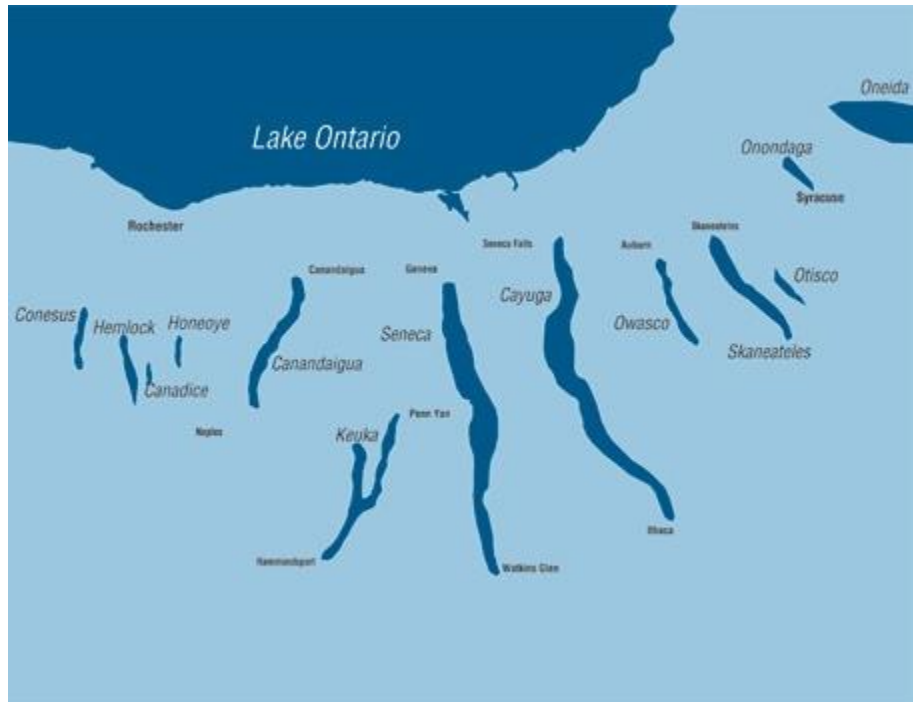 Oneida
Lake Ontario
Onondaga
Syracuse
Rochester
Skaneateles
Seneca Falls
Auburn
Canandaigua
Geneva
Otisco
Cayuga
Conesus
Hemlock
Honeoye
Owasco
Seneca
Skaneateles
Canandaigua
Canadice
Penn Yan
Naples
Keuka
Ithaca
Hammondsport
Watkins Glen